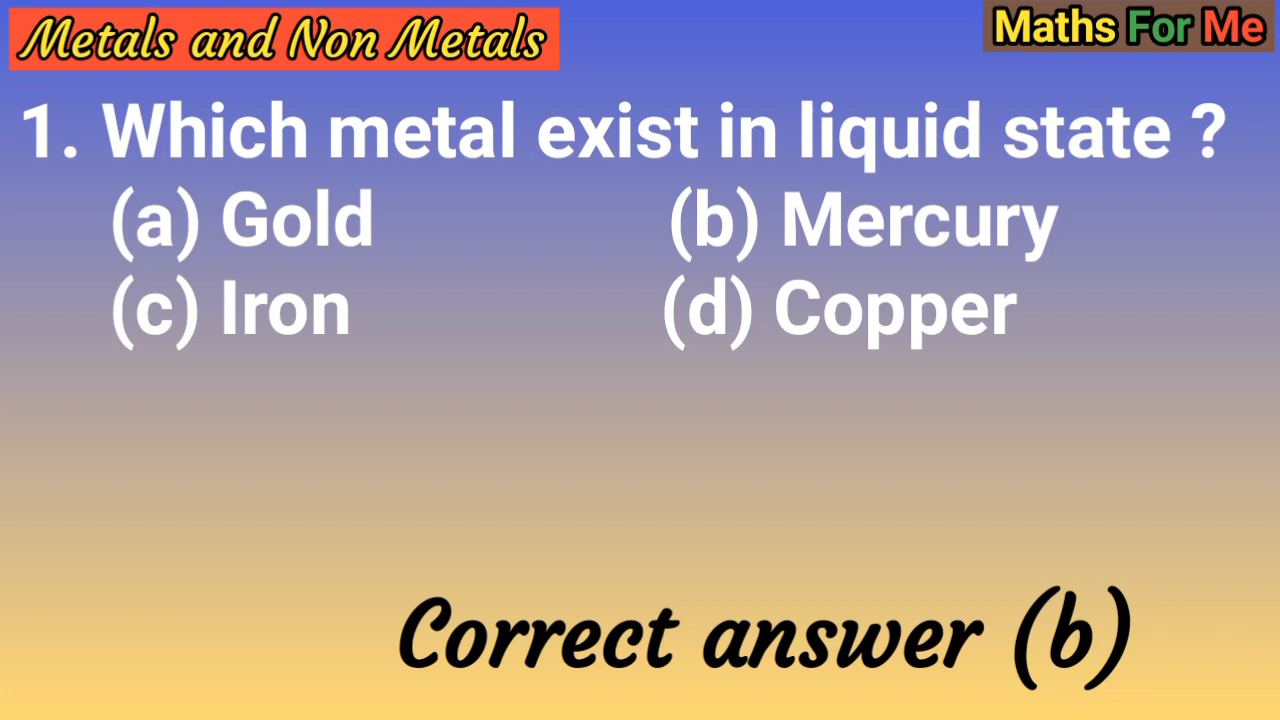 Metals and Non Metals
Maths For Me
1. Which metal exist in liquid state ?
(a) Gold (b) Mercury
(c) Iron (d) Copper
Correct answer (b)